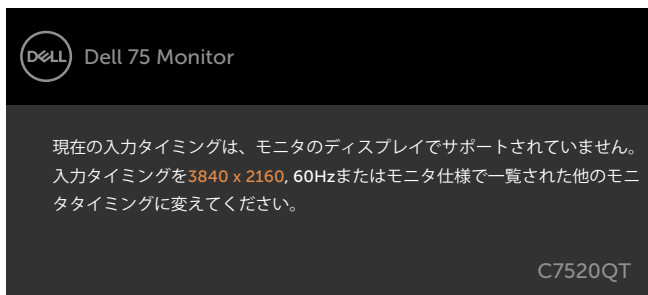 DELL
Dell 75 Monitor
現在の入力タイミングは、モニタのディスプレイでサポートされていません。
入力タイミングを3840 x 2160, 60Hzまたはモニタ仕様で一覧された他のモニ
タタイミングに変えてください。
C7520QT